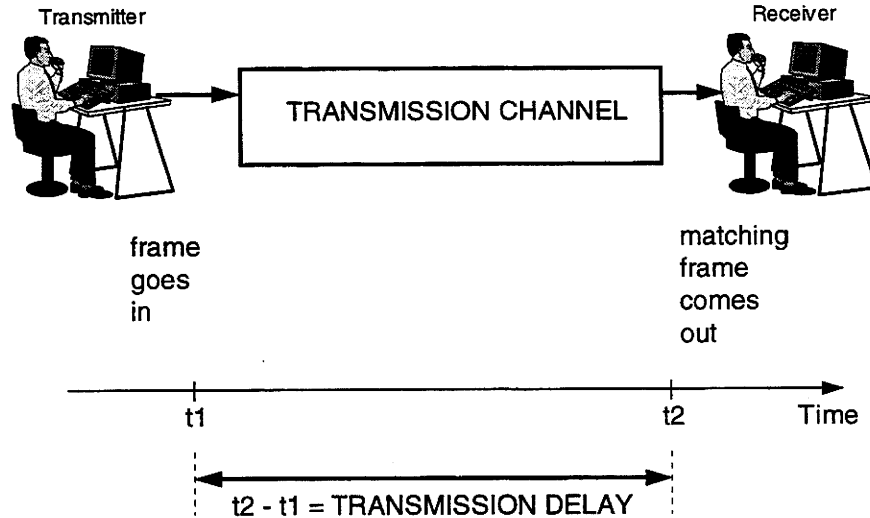 Transmitter
Receiver
TRANSMISSION CHANNEL
frame
goes
in
matching
frame
comes
out
t1
t2
Time
t2 - t1 = TRANSMISSION DELAY